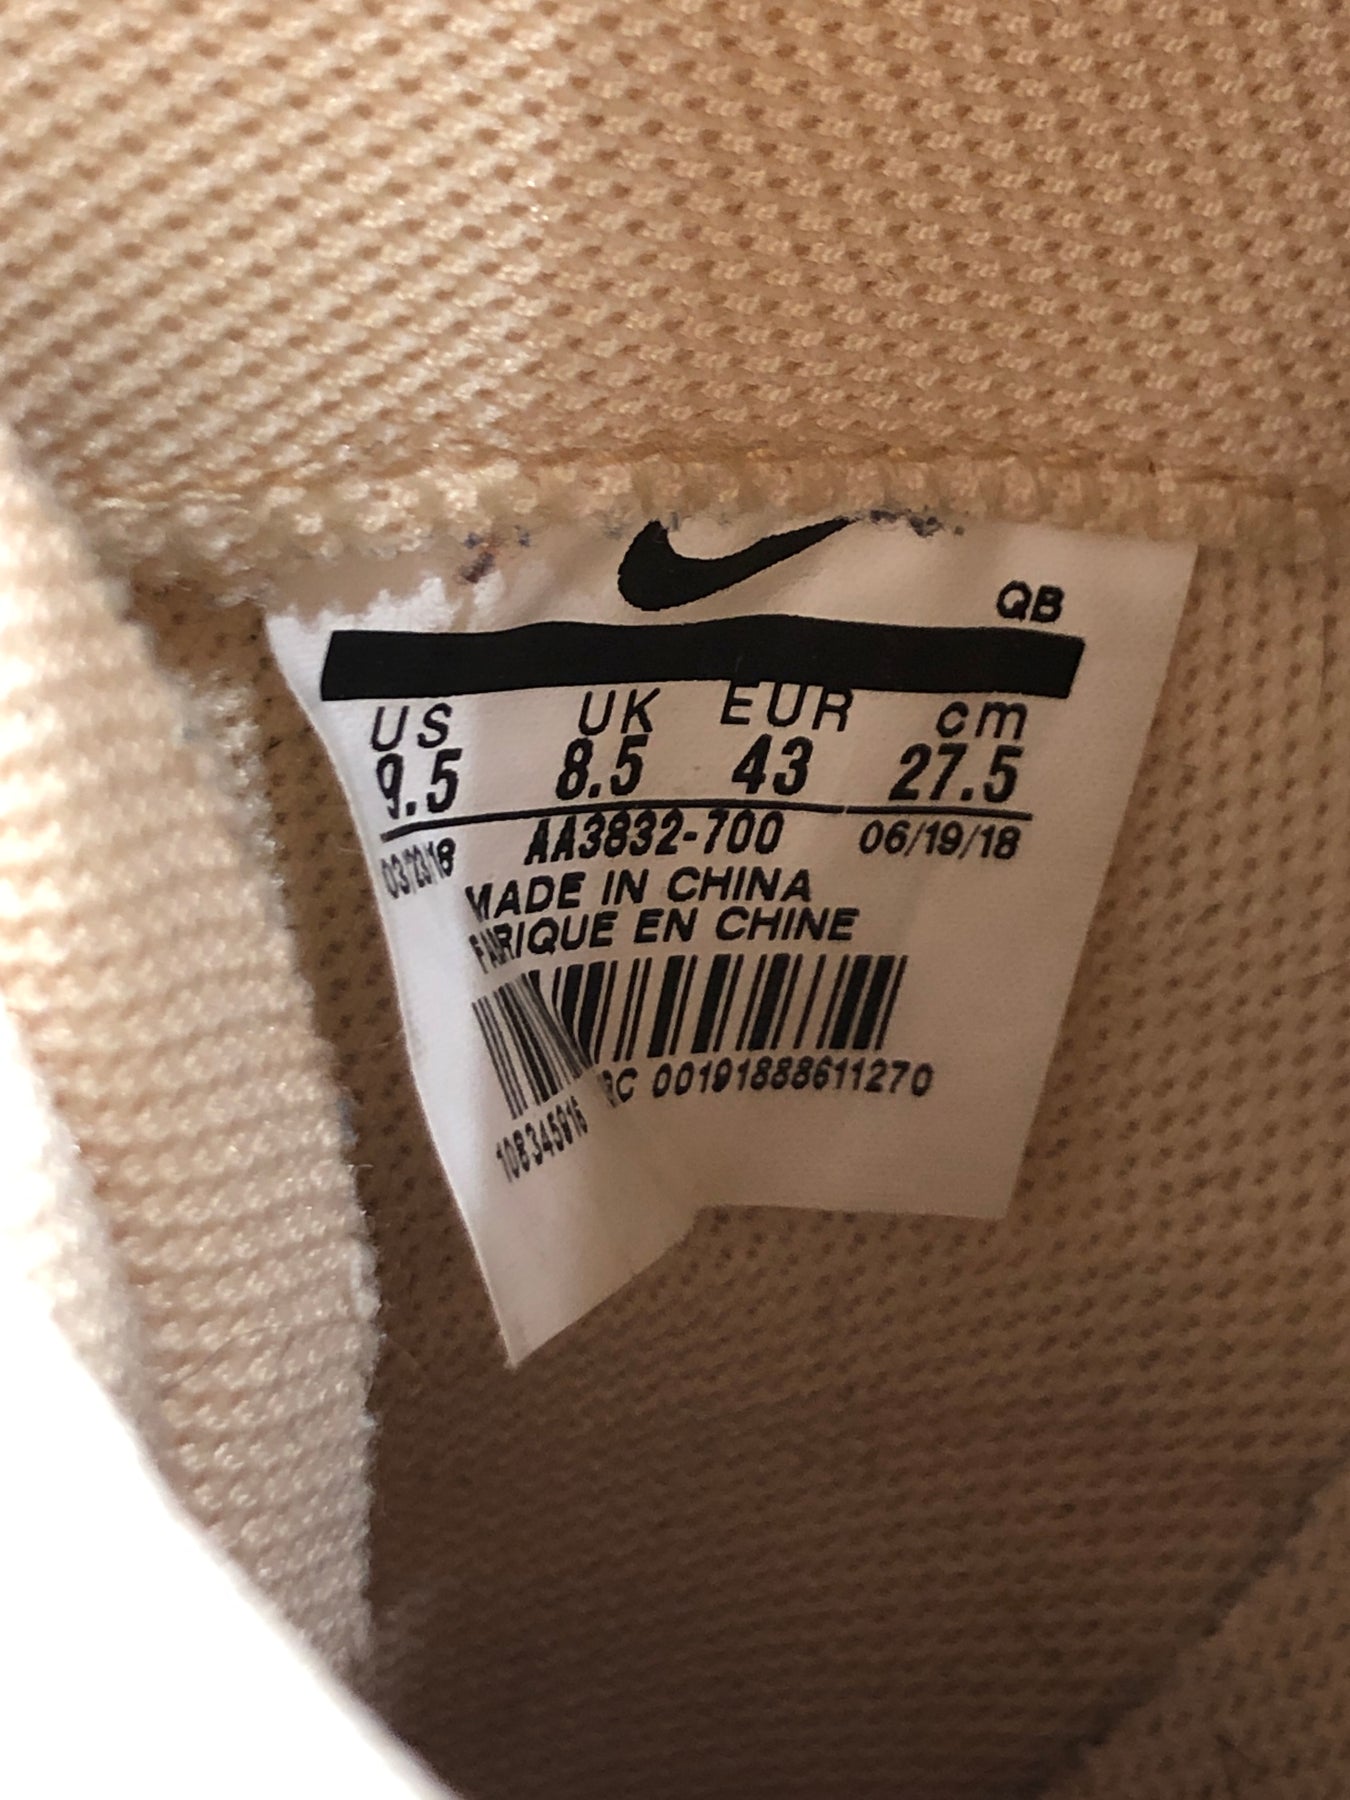 QB
US UK EUR cm
9.5 8.5 43 27.5
03/23/18 AA3832-700 06/19/18
MADE IN CHINA
FABRIQUE EN CHINE
00191888611270
108345916